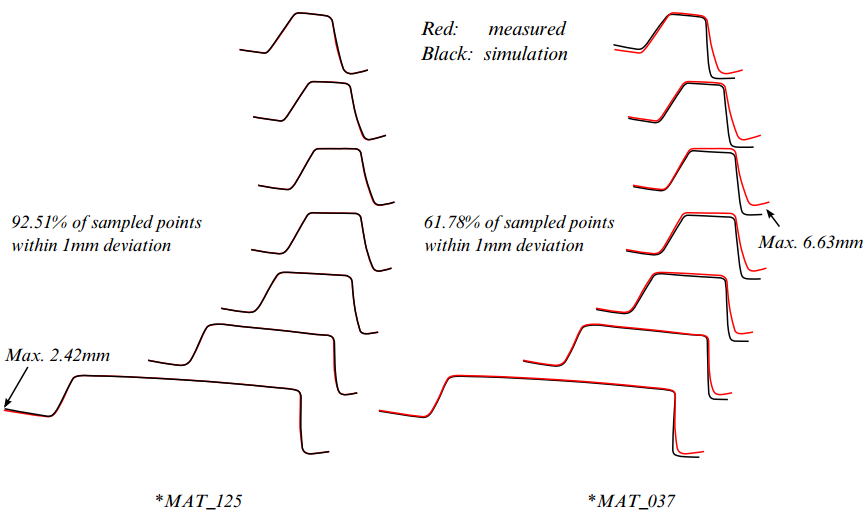 Red: measured
Black: simulation
92.51% of sampled points
within 1mm deviation
61.78% of sampled points
within 1mm deviation
Max. 6.63mm
Max. 2.42mm
*MAT_125
*MAT_037